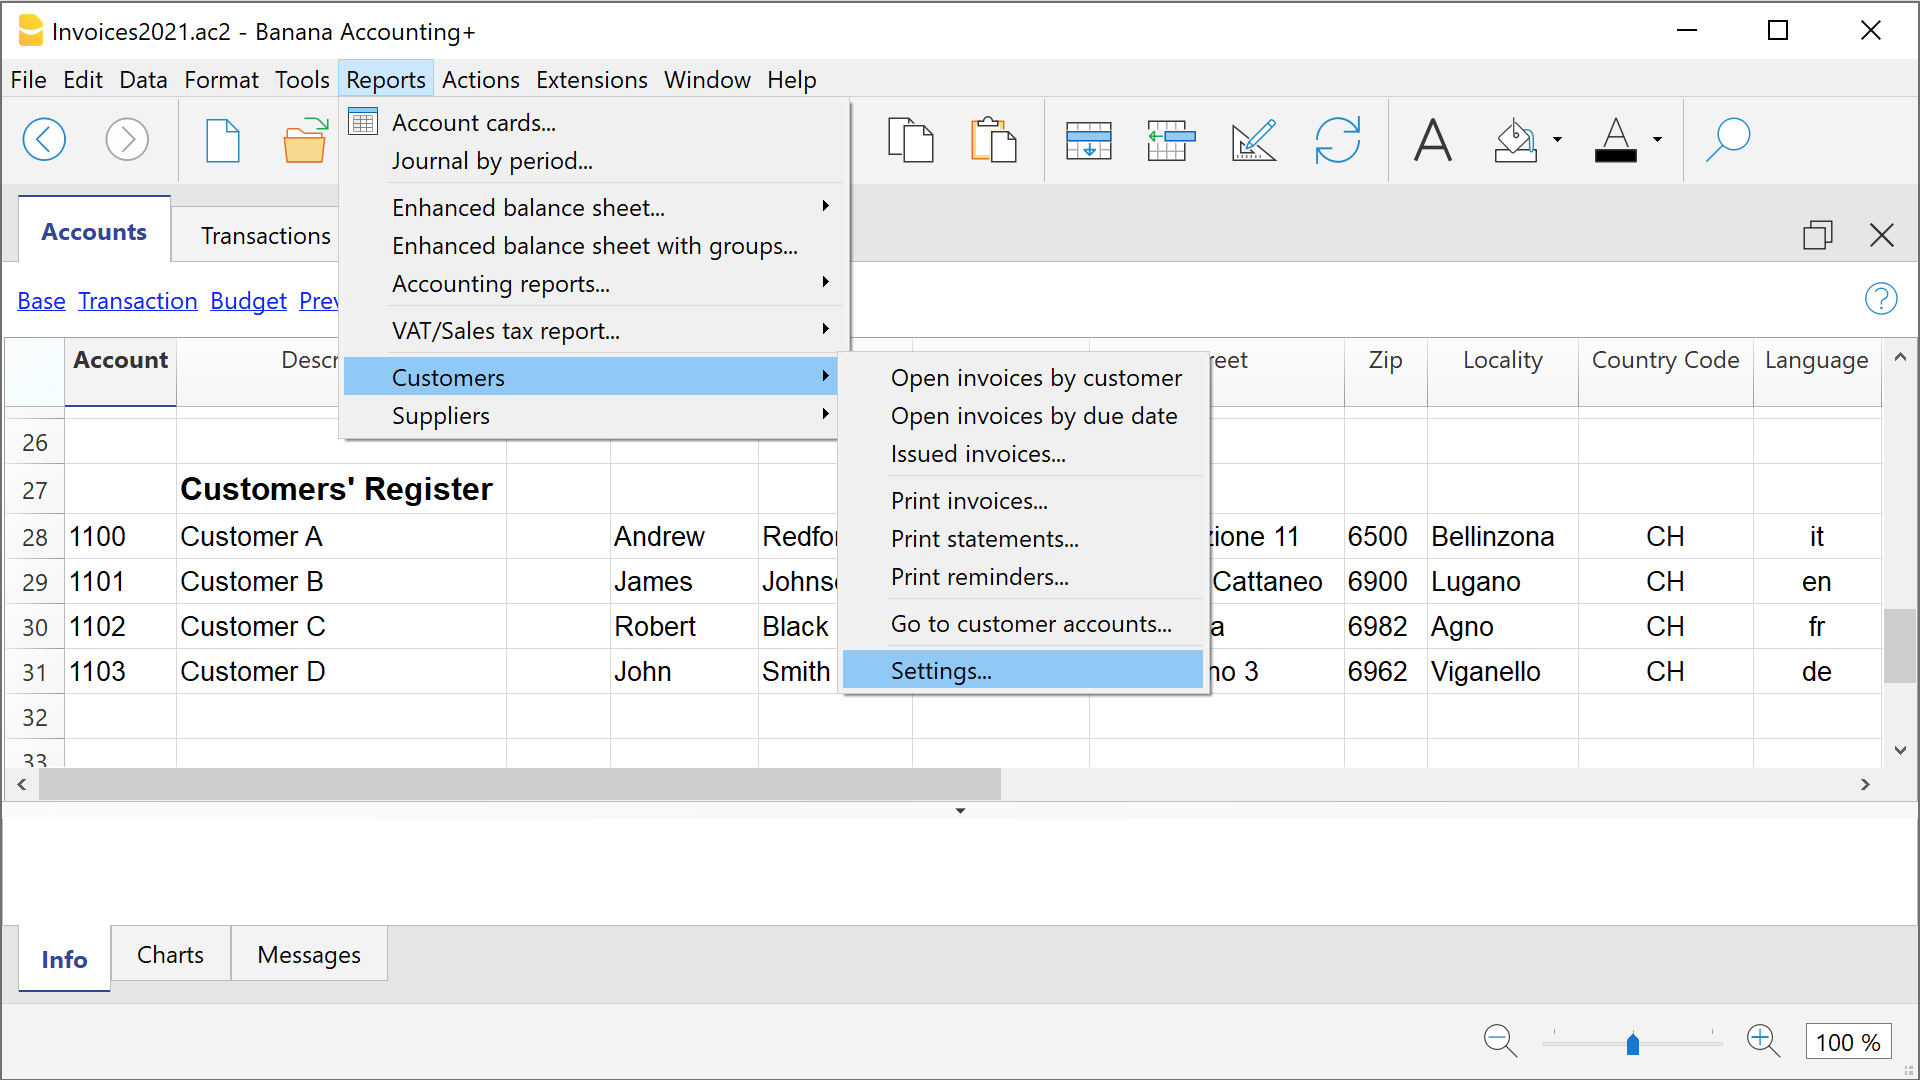 Invoices2021.ac2 - Banana Accounting+
File Edit Data Format Tools Reports Actions Extensions Window Help
Account cards...
Journal by period...
Enhanced balance sheet...
Enhanced balance sheet with groups...
Accounting reports...
VAT/Sales tax report...
Customers
Suppliers
Open invoices by customer
Open invoices by due date
Issued invoices...
Print invoices...
Print statements...
Print reminders...
Go to customer accounts...
Settings...
Accounts Transactions
Base Transaction Budget Prev
Account Descr reet Zip Locality Country Code Language
26
27 Customers' Register
28 1100 Customer A Andrew Redfor zione 11 6500 Bellinzona CH it
29 1101 Customer B James Johns Cattaneo 6900 Lugano CH en
30 1102 Customer C Robert Black a 6982 Agno CH fr
31 1103 Customer D John Smith no 3 6962 Viganello CH de
32
33
Info Charts Messages
100 %